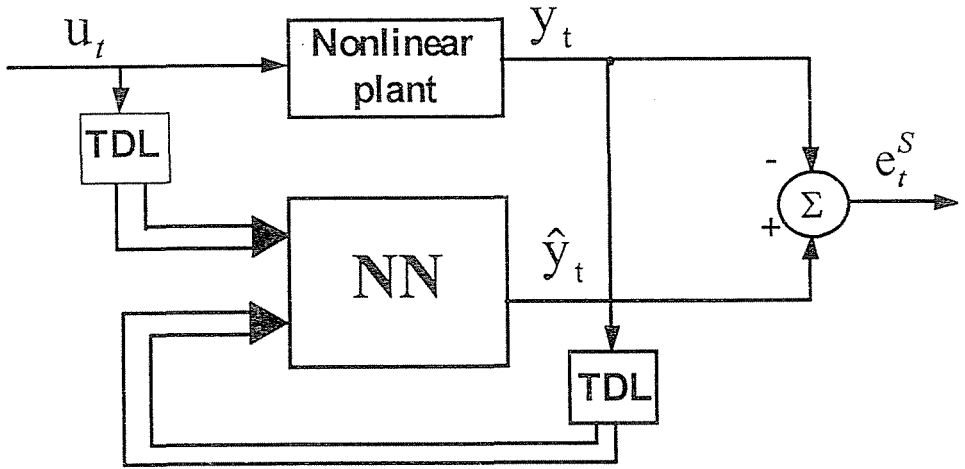 u_t
Nonlinear
plant
y_t
TDL
-
e_t^S
Σ
+
NN
ŷ_t
TDL